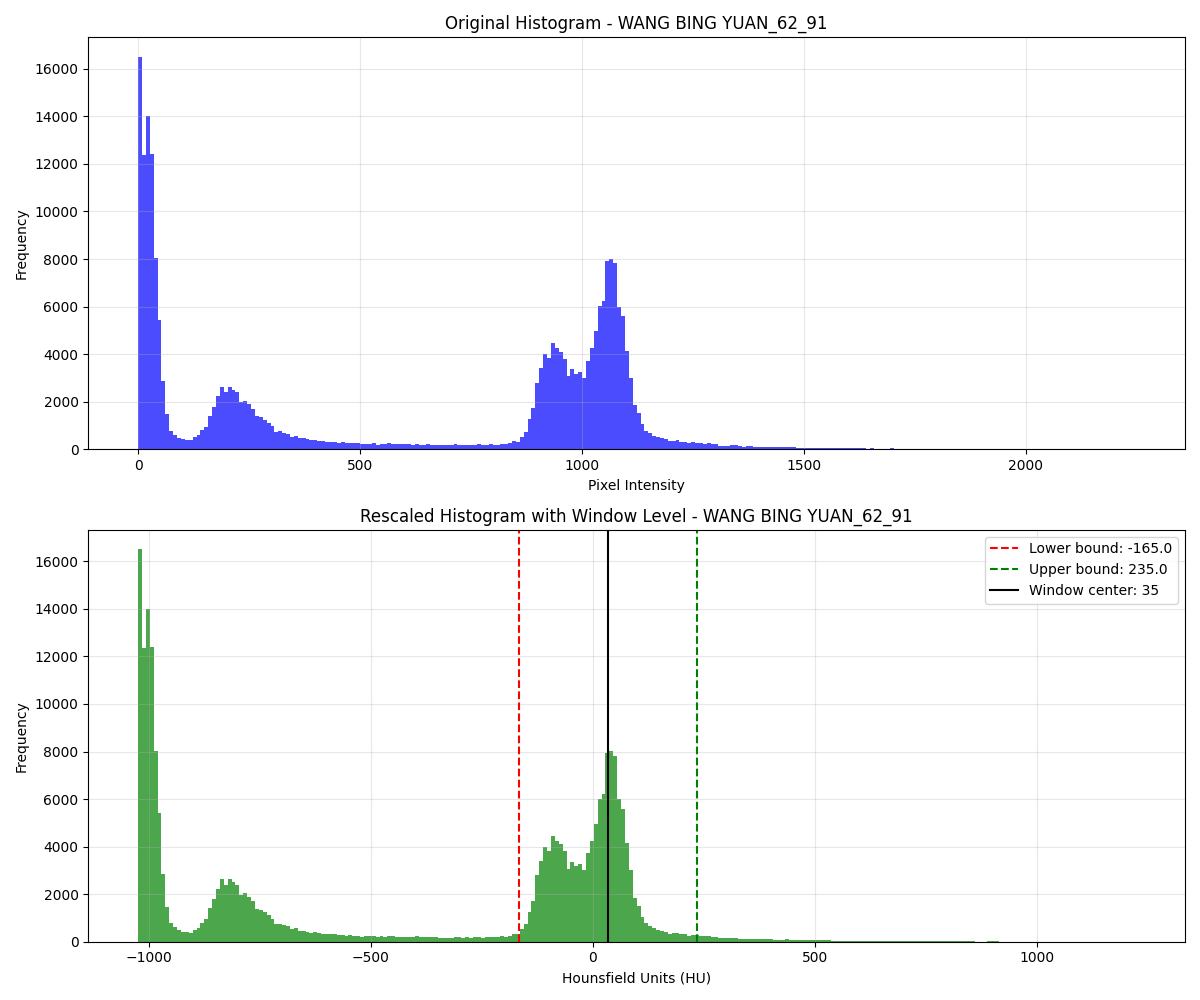 Original Histogram - WANG BING YUAN_62_91
16000
14000
12000
10000
8000
6000
4000
2000
0
Frequency
0 500 1000 1500 2000
Pixel Intensity
Rescaled Histogram with Window Level - WANG BING YUAN_62_91
Lower bound: -165.0
Upper bound: 235.0
Window center: 35
16000
14000
12000
10000
8000
6000
4000
2000
0
Frequency
−1000 −500 0 500 1000
Hounsfield Units (HU)